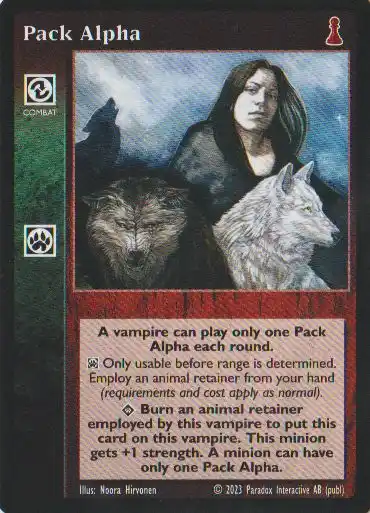 Pack Alpha
COMBAT
A vampire can play only one Pack
Alpha each round.
Only usable before range is determined.
Employ an animal retainer from your hand
(requirements and cost apply as normal).
Burn an animal retainer
employed by this vampire to put this
card on this vampire. This minion
gets +1 strength. A minion can have
only one Pack Alpha.
Illus: Noora Hirvonen © 2023 Paradox Interactive AB (publ)